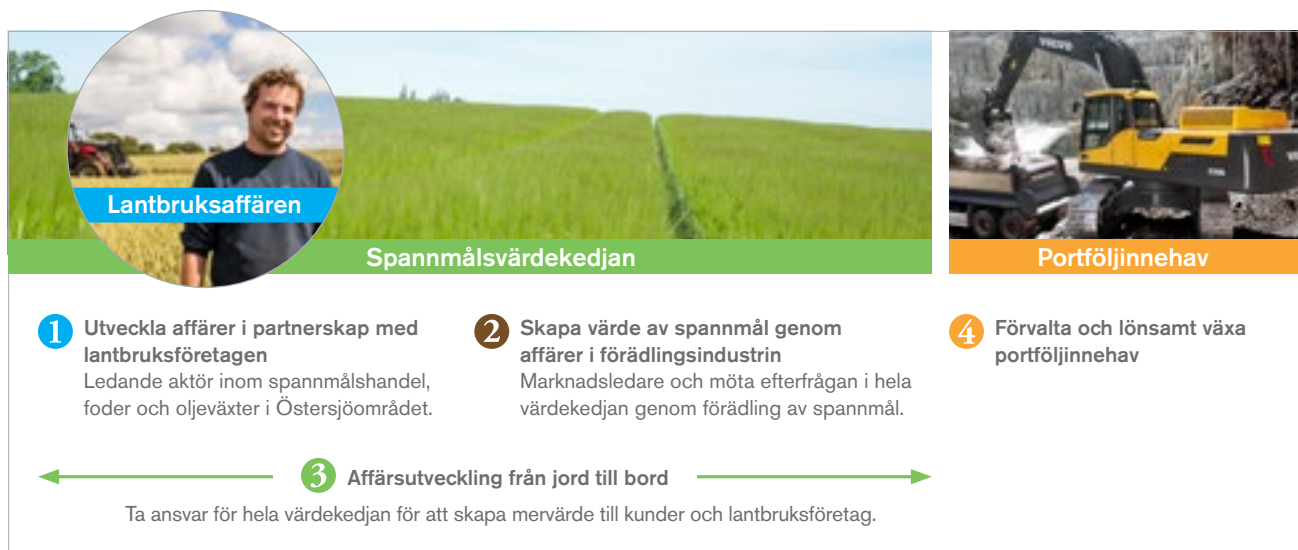 VOLVO
Lantbruksaffären
Spannmålsvärdekedjan
Portföljinnehav
1 Utveckla affärer i partnerskap med
lantbruksföretagen
Ledande aktör inom spannmålshandel,
foder och oljeväxter i Östersjöområdet.
2 Skapa värde av spannmål genom
affärer i förädlingsindustrin
Marknadsledare och möta efterfrågan i hela
värdekedjan genom förädling av spannmål.
4 Förvalta och lönsamt växa
portföljinnehav
3 Affärsutveckling från jord till bord
Ta ansvar för hela värdekedjan för att skapa mervärde till kunder och lantbruksföretag.